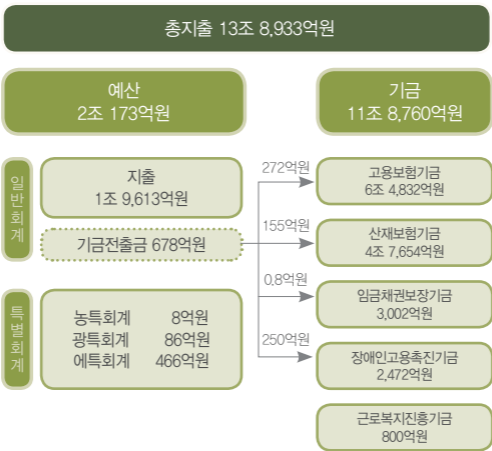 총지출 13조 8,933억원
예산
2조 173억원
기금
11조 8,760억원
일반회계
지출
1조 9,613억원
기금전출금 678억원
특별회계
농특회계 8억원
광특회계 86억원
에특회계 466억원
272억원
고용보험기금
6조 4,832억원
155억원
산재보험기금
4조 7,654억원
0.8억원
임금채권보장기금
3,002억원
250억원
장애인고용촉진기금
2,472억원
근로복지진흥기금
800억원